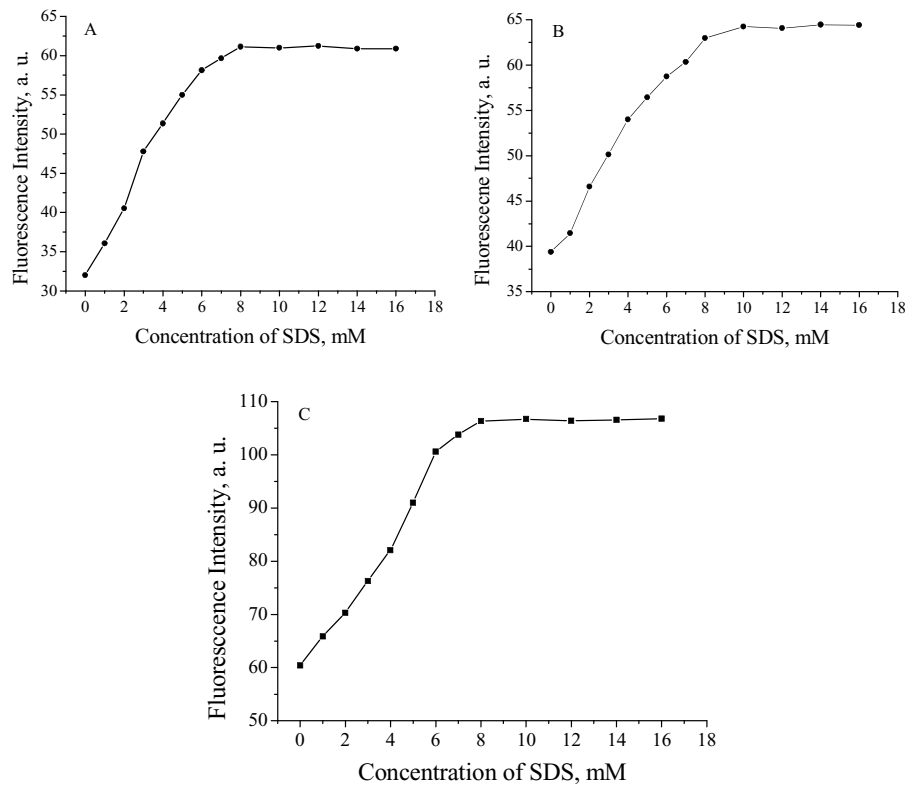 A
65
60
55
50
45
40
35
30
0 2 4 6 8 10 12 14 16 18
Fluorescence Intensity, a. u.
Concentration of SDS, mM
B
65
60
55
50
45
40
35
0 2 4 6 8 10 12 14 16 18
Fluorescecne Intensity, a. u.
Concentration of SDS, mM
C
110
100
90
80
70
60
50
0 2 4 6 8 10 12 14 16 18
Fluoresccence Intensity, a. u.
Concentration of SDS, mM